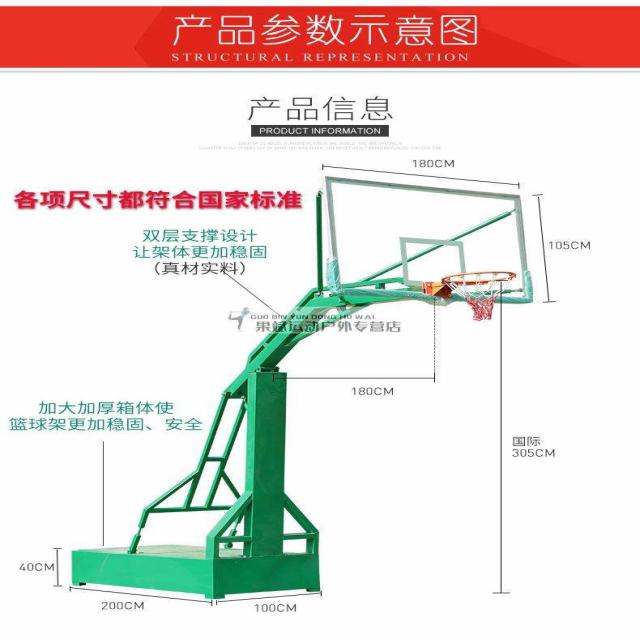 产品参数示意图
STRUCTURAL REPRESENTATION
产品信息
PRODUCT INFORMATION
180CM
各项尺寸都符合国家标准
双层支撑设计
让架体更加稳固
(真材实料)
105CM
GUO BIN YUN DONG HU WAI
果斌运动户外专营店
180CM
加大加厚箱体使
篮球架更加稳固、安全
国际
305CM
40CM
200CM
100CM